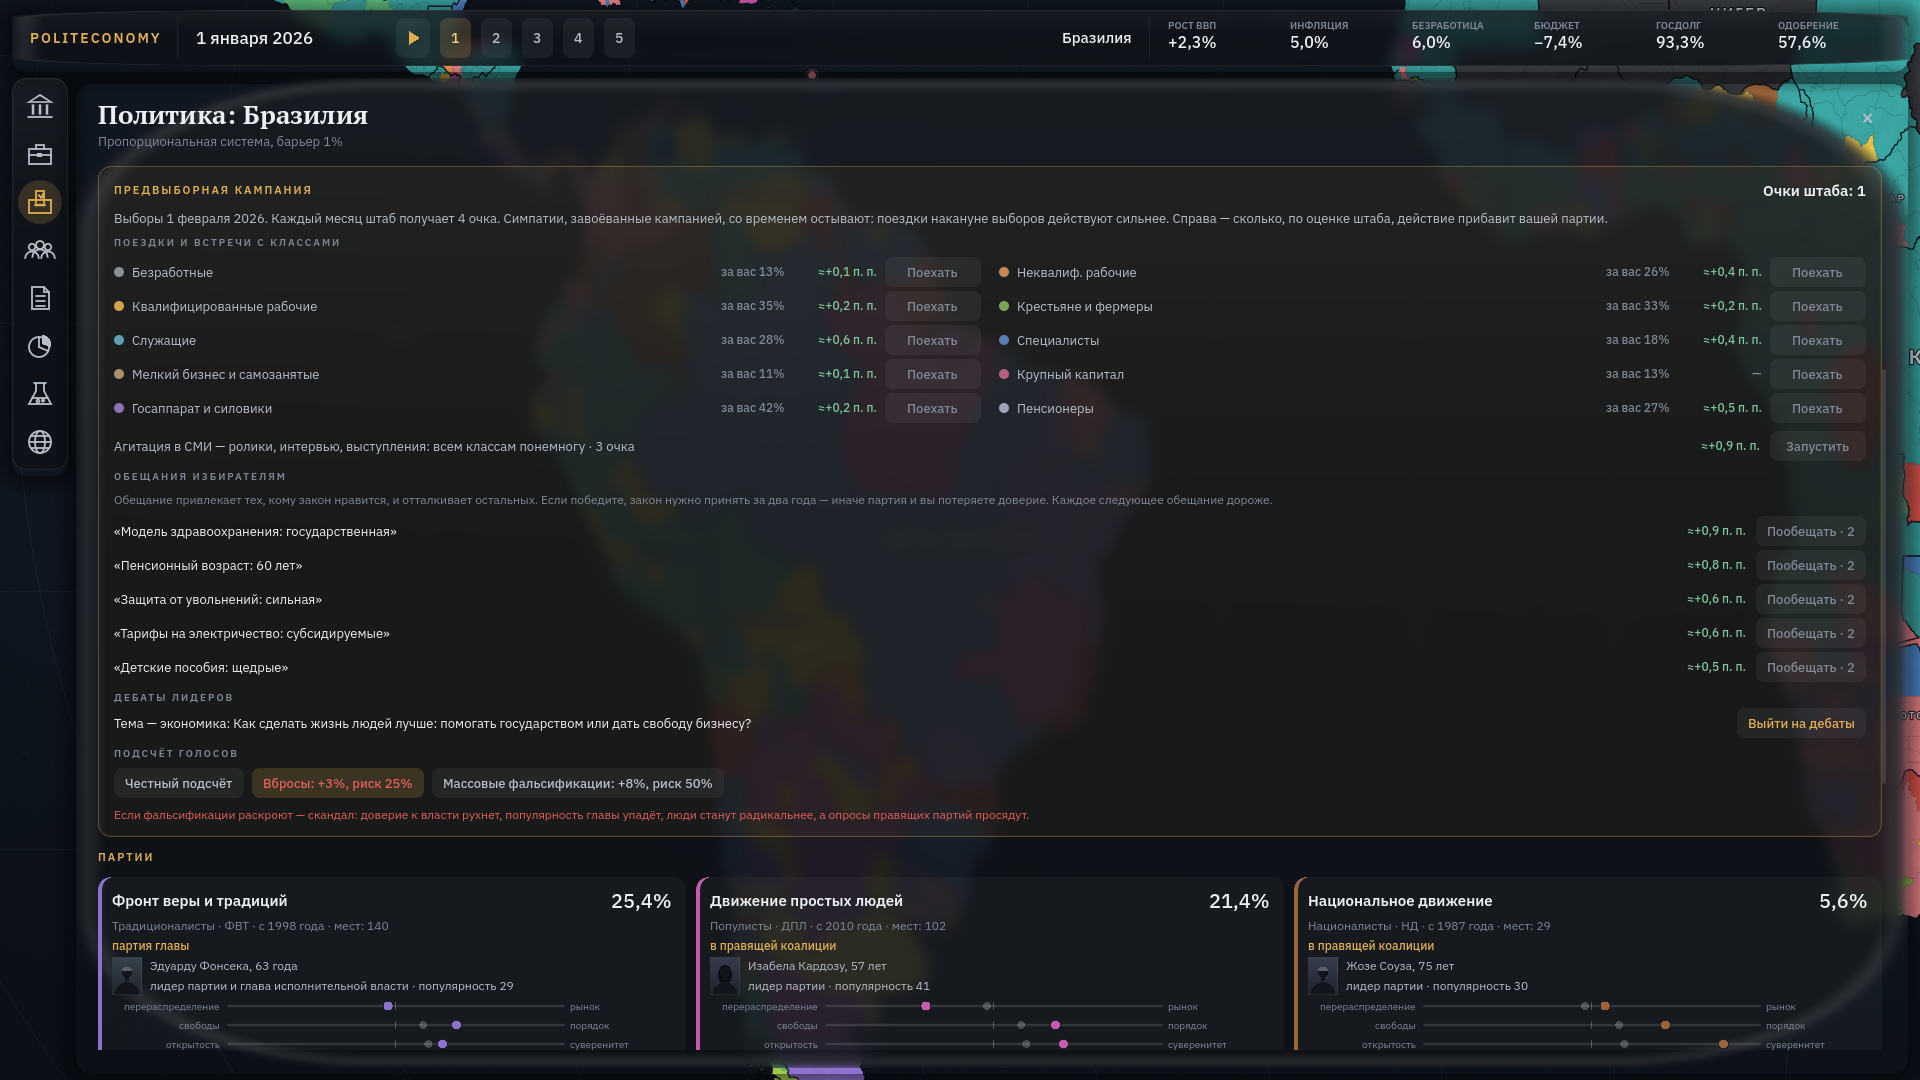 POLITECONOMY
1 января 2026
1
2
3
4
5
Бразилия
РОСТ ВВП
+2,3%
ИНФЛЯЦИЯ
5,0%
БЕЗРАБОТИЦА
6,0%
БЮДЖЕТ
−7,4%
ГОСДОЛГ
93,3%
ОДОБРЕНИЕ
57,6%
Политика: Бразилия
Пропорциональная система, барьер 1%
×
ПРЕДВЫБОРНАЯ КАМПАНИЯ
Очки штаба: 1
Выборы 1 февраля 2026. Каждый месяц штаб получает 4 очка. Симпатии, завоёванные кампанией, со временем остывают: поездки накануне выборов действуют сильнее. Справа — сколько, по оценке штаба, действие прибавит вашей партии.
ПОЕЗДКИ И ВСТРЕЧИ С КЛАССАМИ
Безработные за вас 13% ≈+0,1 п. п. Поехать
Неквалиф. рабочие за вас 26% ≈+0,4 п. п. Поехать
Квалифицированные рабочие за вас 35% ≈+0,2 п. п. Поехать
Крестьяне и фермеры за вас 33% ≈+0,2 п. п. Поехать
Служащие за вас 28% ≈+0,6 п. п. Поехать
Специалисты за вас 18% ≈+0,4 п. п. Поехать
Мелкий бизнес и самозанятые за вас 11% ≈+0,1 п. п. Поехать
Крупный капитал за вас 13% — Поехать
Госаппарат и силовики за вас 42% ≈+0,2 п. п. Поехать
Пенсионеры за вас 27% ≈+0,5 п. п. Поехать
Агитация в СМИ — ролики, интервью, выступления: всем классам понемногу · 3 очка ≈+0,9 п. п. Запустить
ОБЕЩАНИЯ ИЗБИРАТЕЛЯМ
Обещание привлекает тех, кому закон нравится, и отталкивает остальных. Если победите, закон нужно принять за два года — иначе партия и вы потеряете доверие. Каждое следующее обещание дороже.
«Модель здравоохранения: государственная» ≈+0,9 п. п. Пообещать · 2
«Пенсионный возраст: 60 лет» ≈+0,8 п. п. Пообещать · 2
«Защита от увольнений: сильная» ≈+0,6 п. п. Пообещать · 2
«Тарифы на электричество: субсидируемые» ≈+0,6 п. п. Пообещать · 2
«Детские пособия: щедрые» ≈+0,5 п. п. Пообещать · 2
ДЕБАТЫ ЛИДЕРОВ
Тема — экономика: Как сделать жизнь людей лучше: помогать государством или дать свободу бизнесу? Выйти на дебаты
ПОДСЧЁТ ГОЛОСОВ
Честный подсчёт
Вбросы: +3%, риск 25%
Массовые фальсификации: +8%, риск 50%
Если фальсификации раскроют — скандал: доверие к власти рухнет, популярность главы упадёт, люди станут радикальнее, а опросы правящих партий просядут.
ПАРТИИ
Фронт веры и традиций 25,4%
Традиционалисты · ФВТ · с 1998 года · мест: 140
партия главы
Эдуарду Фонсека, 63 года
лидер партии и глава исполнительной власти · популярность 29
перераспределение рынок
свободы порядок
открытость суверенитет
Движение простых людей 21,4%
Популисты · ДПЛ · с 2010 года · мест: 102
в правящей коалиции
Изабела Кардозу, 57 лет
лидер партии · популярность 41
перераспределение рынок
свободы порядок
открытость суверенитет
Национальное движение 5,6%
Националисты · НД · с 1987 года · мест: 29
в правящей коалиции
Жозе Соуза, 75 лет
лидер партии · популярность 30
перераспределение рынок
свободы порядок
открытость суверенитет